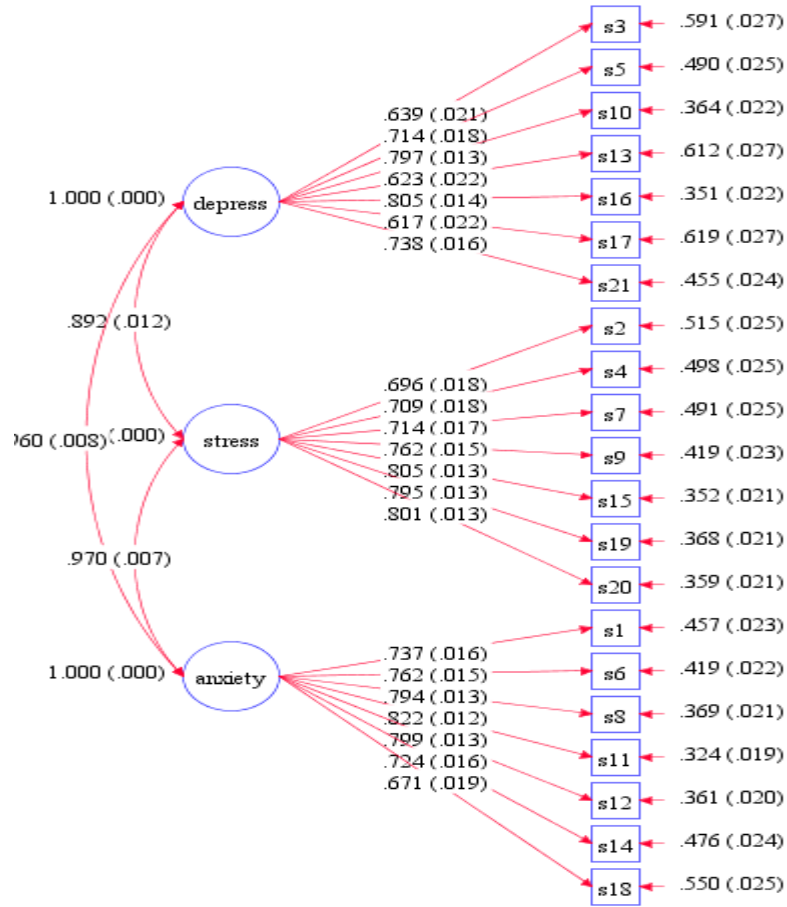 s3 .591 (.027)
s5 .490 (.025)
s10 .364 (.022)
s13 .612 (.027)
s16 .351 (.022)
s17 .619 (.027)
s21 .455 (.024)
.639 (.021)
.714 (.018)
.797 (.013)
.623 (.022)
.805 (.014)
.617 (.022)
.738 (.016)
1.000 (.000) depress
.892 (.012)
s2 .515 (.025)
s4 .498 (.025)
s7 .491 (.025)
s9 .419 (.023)
s15 .352 (.021)
s19 .368 (.021)
s20 .359 (.021)
.696 (.018)
.709 (.018)
.714 (.017)
.762 (.015)
.805 (.013)
.795 (.013)
.801 (.013)
960 (.008) (.000) stress
.970 (.007)
s1 .457 (.023)
s6 .419 (.022)
s8 .369 (.021)
s11 .324 (.019)
s12 .361 (.020)
s14 .476 (.024)
s18 .550 (.025)
.737 (.016)
.762 (.015)
.794 (.013)
.822 (.012)
.799 (.013)
.724 (.016)
.671 (.019)
1.000 (.000) anxiety